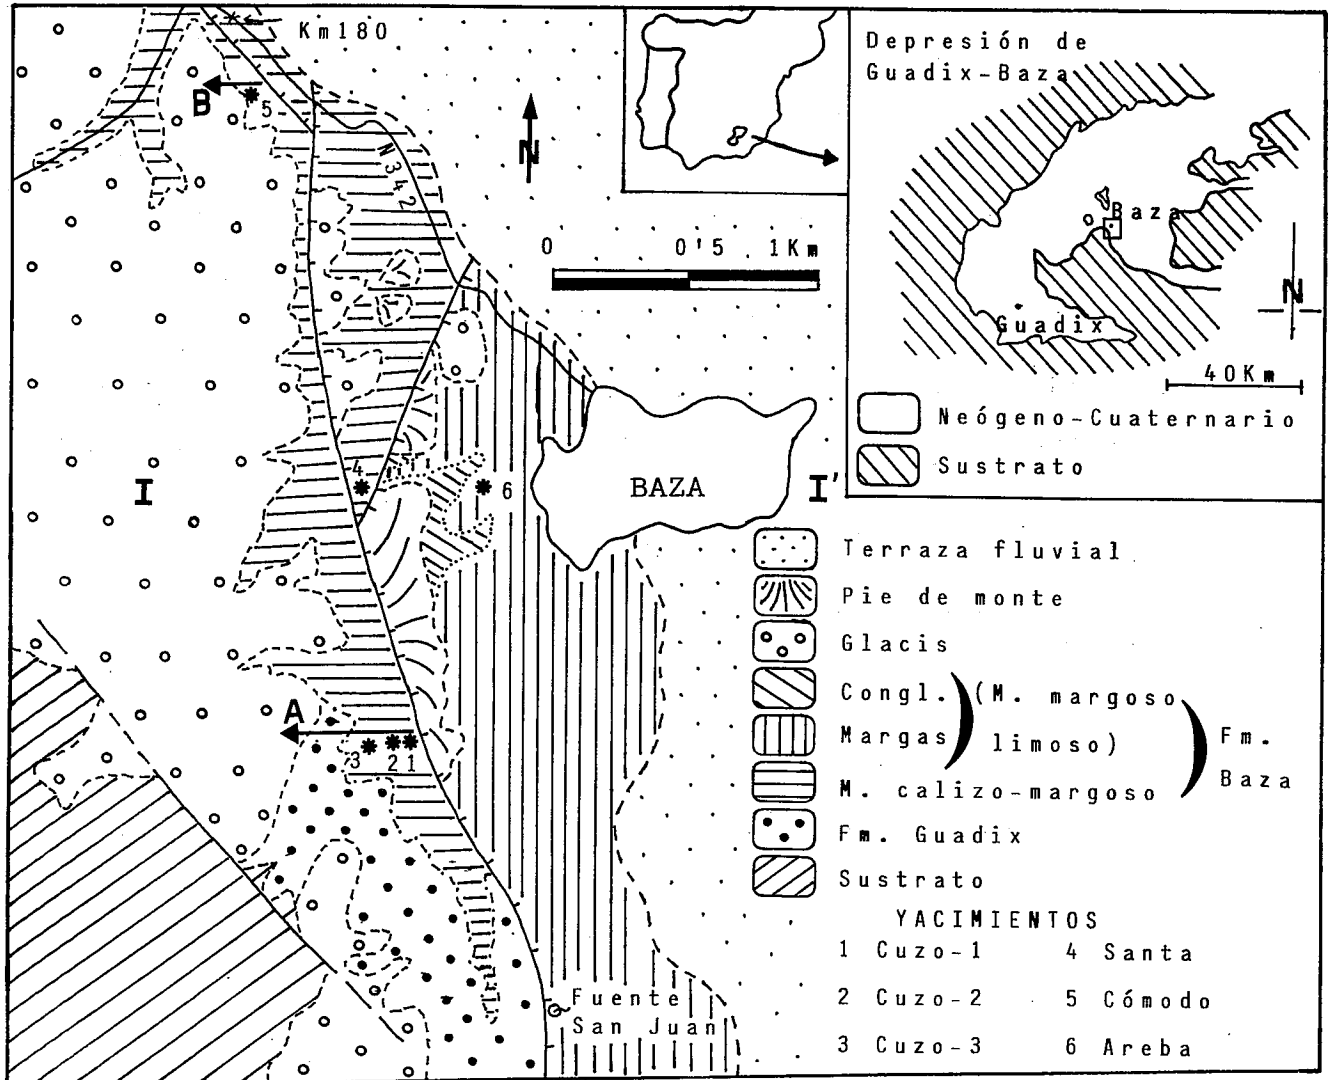 Km180
B
5
N
N 342
0 0'5 1Km
4
6
I
BAZA
I'
A
3 2 1
Fuente
San Juan
Depresión de
Guadix-Baza
Baza
Guadix
N
40Km
Neógeno-Cuaternario
Sustrato
Terraza fluvial
Pie de monte
Glacis
Congl. (M. margoso
Margas limoso)
Fm.
Baza
M. calizo-margoso
Fm. Guadix
Sustrato
YACIMIENTOS
1 Cuzo-1 4 Santa
2 Cuzo-2 5 Cómodo
3 Cuzo-3 6 Areba